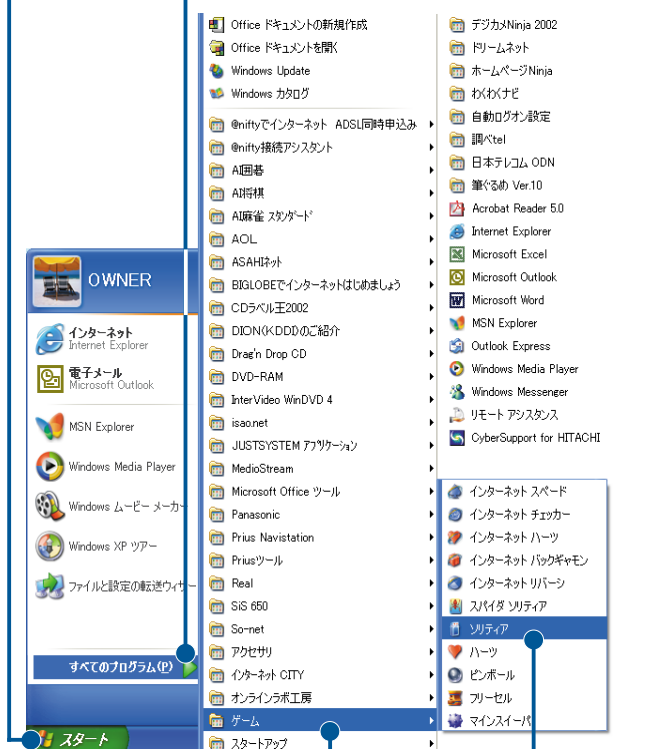 Office ドキュメントの新規作成
Office ドキュメントを開く
Windows Update
Windows カタログ
@niftyでインターネット ADSL同時申込み
@nifty接続アシスタント
AI囲碁
AI将棋
AI麻雀 スタンダード
AOL
ASAHIネット
BIGLOBEでインターネットはじめましょう
CDラベル王2002
DION(KDDI)のご紹介
Drag'n Drop CD
DVD-RAM
InterVideo WinDVD 4
isao.net
JUSTSYSTEM アプリケーション
MedioStream
Microsoft Office ツール
Panasonic
Prius Navistation
Priusツール
Real
SiS 650
So-net
アクセサリ
インターネット CITY
オンラインラボ工房
ゲーム
スタートアップ
デジカメNinja 2002
ドリームネット
ホームページNinja
わくわくナビ
自動ログオン設定
調べtel
日本テレコム ODN
筆ぐるめ Ver.10
Acrobat Reader 5.0
Internet Explorer
Microsoft Excel
Microsoft Outlook
Microsoft Word
MSN Explorer
Outlook Express
Windows Media Player
Windows Messenger
リモート アシスタンス
CyberSupport for HITACHI
インターネット スペード
インターネット チェッカー
インターネット ハーツ
インターネット バックギャモン
インターネット リバーシ
スパイダ ソリティア
ソリティア
ハーツ
ピンボール
フリーセル
マインスイーパ
OWNER
インターネット
Internet Explorer
電子メール
Microsoft Outlook
MSN Explorer
Windows Media Player
Windows ムービー メーカー
Windows XP ツアー
ファイルと設定の転送ウィザー
すべてのプログラム(P)
スタート